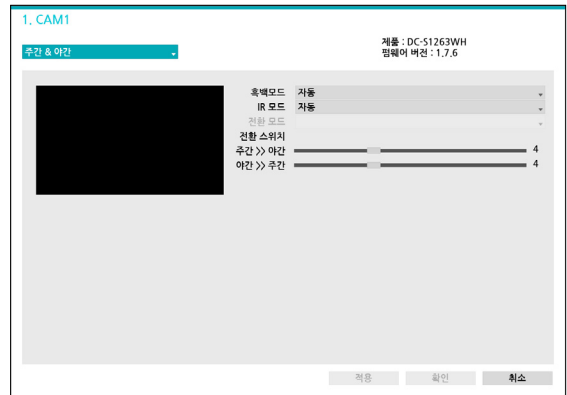 1. CAM1
제품 : DC-S1263WH
주간 & 야간
펌웨어 버전 : 1.7.6
흑백모드 자동
IR 모드 자동
전환 모드
전환 스위치
주간 >> 야간 4
야간 >> 주간 4
적용 확인 취소